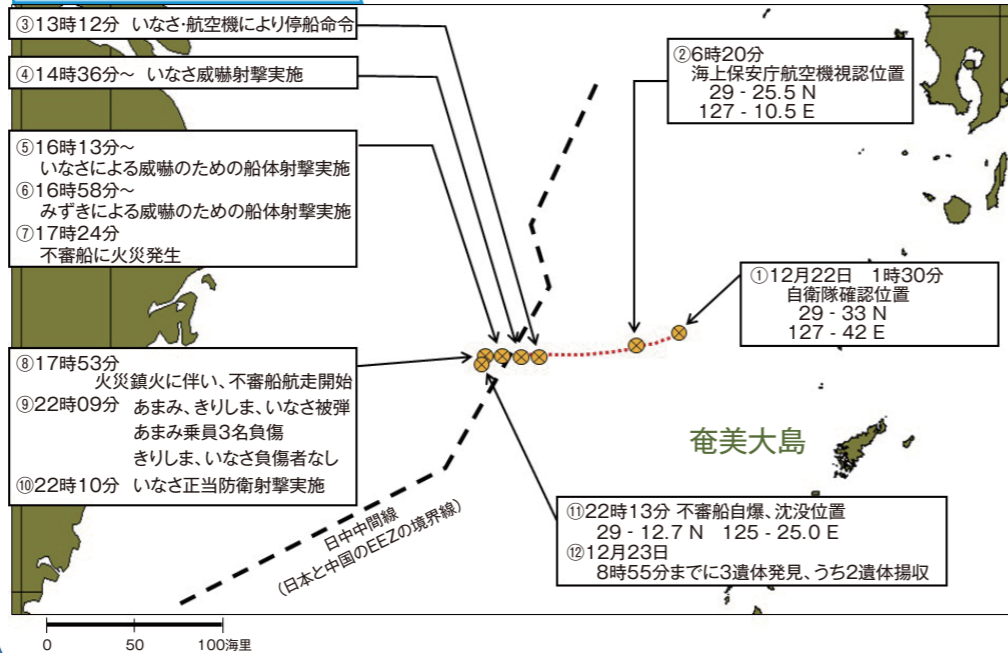 ③13時12分 いなさ・航空機により停船命令
④14時36分～ いなさ威嚇射撃実施
⑤16時13分～
いなさによる威嚇のための船体射撃実施
⑥16時58分～
みずきによる威嚇のための船体射撃実施
⑦17時24分
不審船に火災発生
②6時20分
海上保安庁航空機視認位置
29 - 25.5 N
127 - 10.5 E
①12月22日 1時30分
自衛隊確認位置
29 - 33 N
127 - 42 E
⑧17時53分
火災鎮火に伴い、不審船航走開始
⑨22時09分 あまみ、きりしま、いなさ被弾
あまみ乗員3名負傷
きりしま、いなさ負傷者なし
⑩22時10分 いなさ正当防衛射撃実施
奄美大島
日中中間線
(日本と中国のEEZの境界線)
⑪22時13分 不審船自爆、沈没位置
29 - 12.7 N 125 - 25.0 E
⑫12月23日
8時55分までに3遺体発見、うち2遺体揚収
0 50 100海里